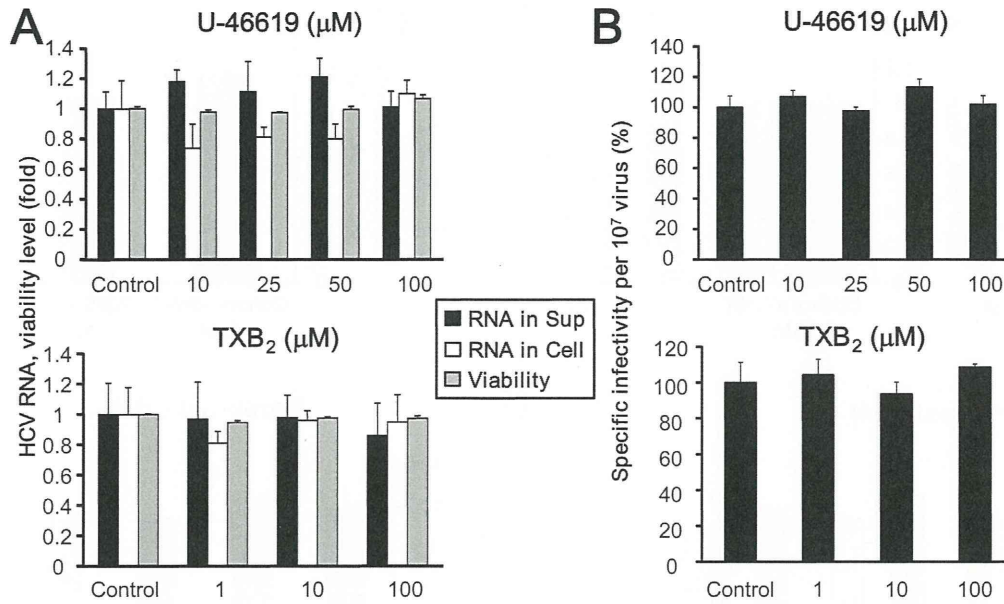 A
U-46619 (μM)
HCV RNA, viability level (fold)
1.4
1.2
1
0.8
0.6
0.4
0.2
0
Control 10 25 50 100
TXB₂ (μM)
1.4
1.2
1
0.8
0.6
0.4
0.2
0
Control 1 10 100
RNA in Sup
RNA in Cell
Viability
B
U-46619 (μM)
Specific infectivity per 10⁷ virus (%)
140
120
100
80
60
40
20
0
Control 10 25 50 100
TXB₂ (μM)
120
100
80
60
40
20
0
Control 1 10 100